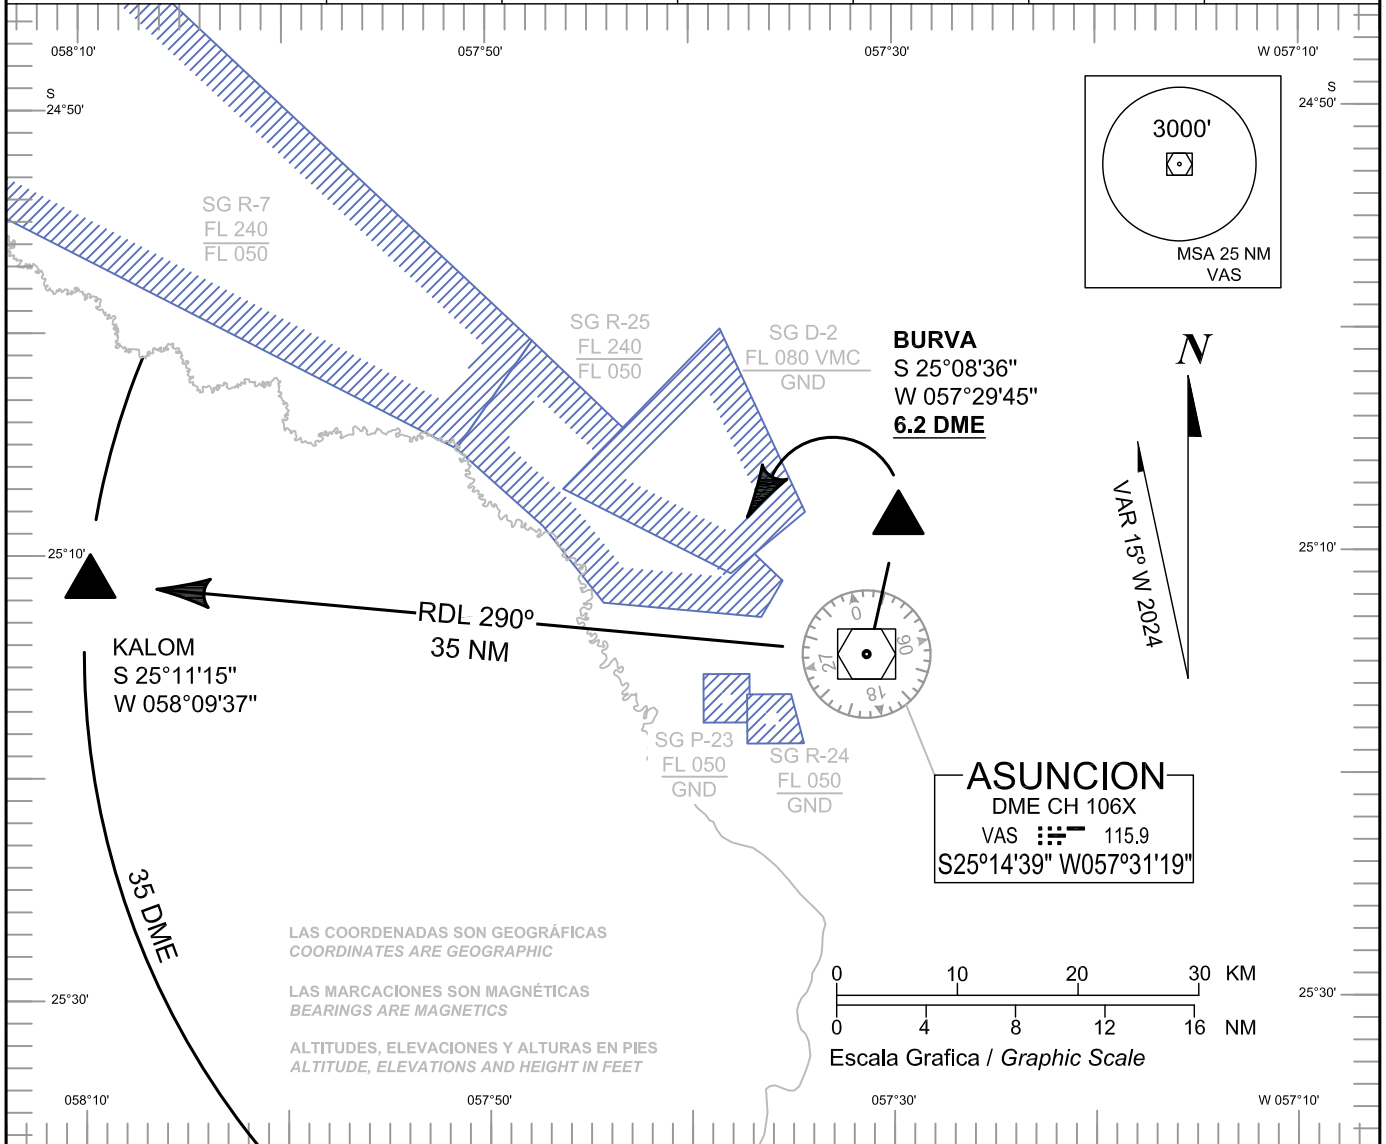 058°10'
057°50'
057°30'
W 057°10'
S
24°50'
S
24°50'
3000'
MSA 25 NM
VAS
SG R-7
FL 240
FL 050
SG R-25
FL 240
FL 050
SG D-2
FL 080 VMC
GND
BURVA
S 25°08'36"
W 057°29'45"
6.2 DME
N
VAR 15º W 2024
25°10'
25°10'
RDL 290º
35 NM
KALOM
S 25°11'15"
W 058°09'37"
0
90
18
27
SG P-23
FL 050
GND
SG R-24
FL 050
GND
ASUNCION
DME CH 106X
VAS 115.9
S25º14'39" W057º31'19"
35 DME
LAS COORDENADAS SON GEOGRÁFICAS
COORDINATES ARE GEOGRAPHIC
LAS MARCACIONES SON MAGNÉTICAS
BEARINGS ARE MAGNETICS
ALTITUDES, ELEVACIONES Y ALTURAS EN PIES
ALTITUDE, ELEVATIONS AND HEIGHT IN FEET
25°30'
25°30'
0 10 20 30 KM
0 4 8 12 16 NM
Escala Grafica / Graphic Scale
058°10'
057°50'
057°30'
W 057°10'